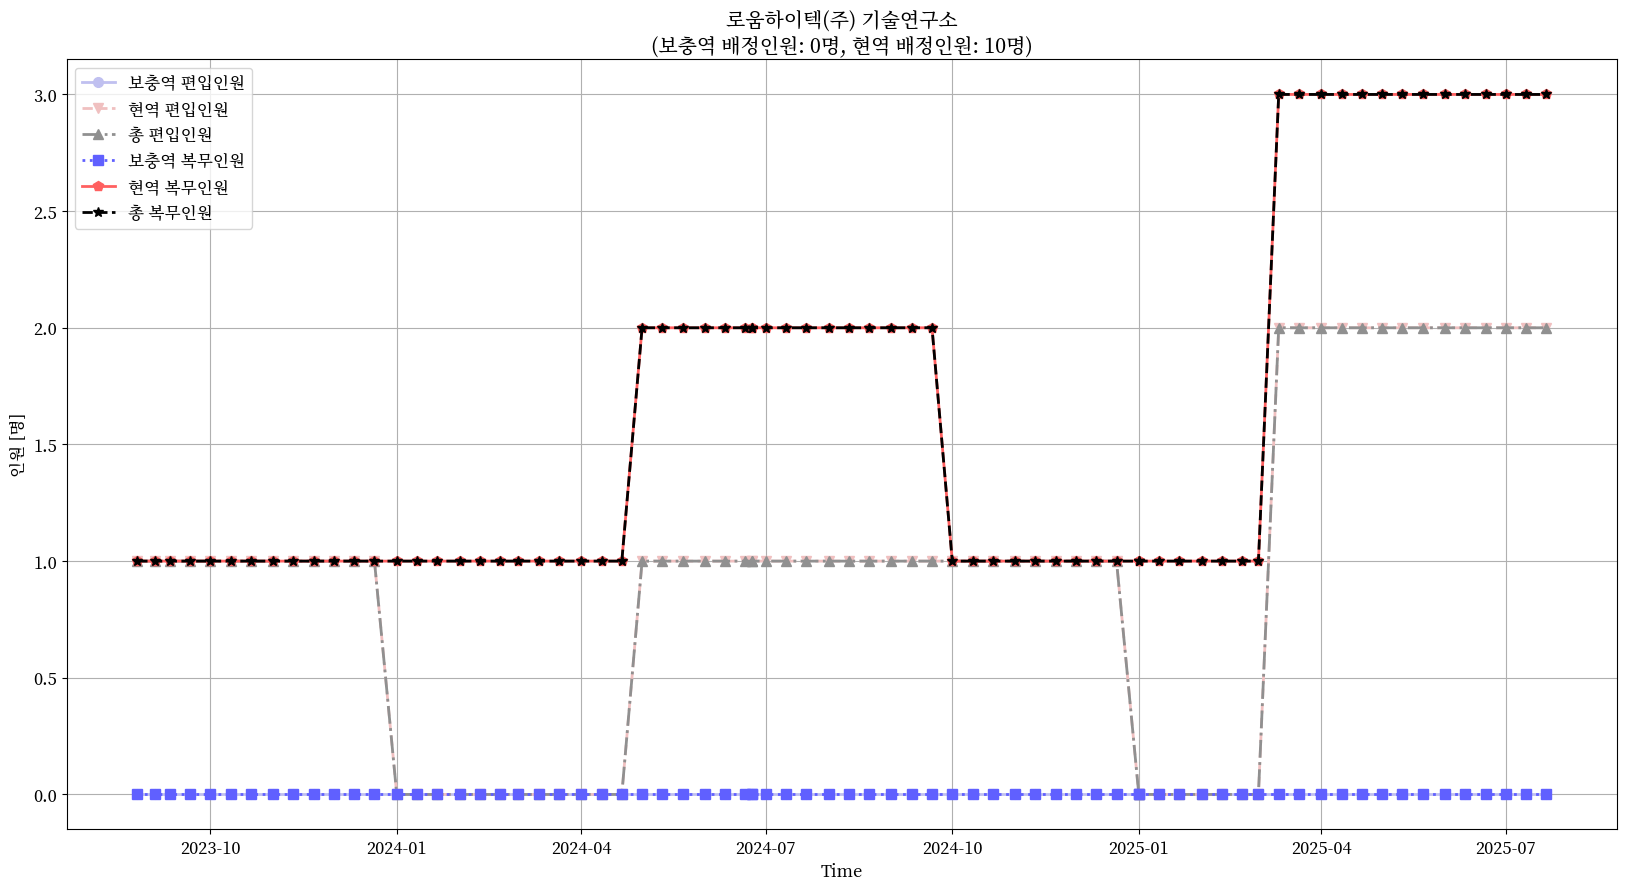 로움하이텍(주) 기술연구소
(보충역 배정인원: 0명, 현역 배정인원: 10명)
보충역 편입인원
현역 편입인원
총 편입인원
보충역 복무인원
현역 복무인원
총 복무인원
3.0
2.5
2.0
1.5
1.0
0.5
0.0
인원 [명]
2023-10
2024-01
2024-04
2024-07
2024-10
2025-01
2025-04
2025-07
Time